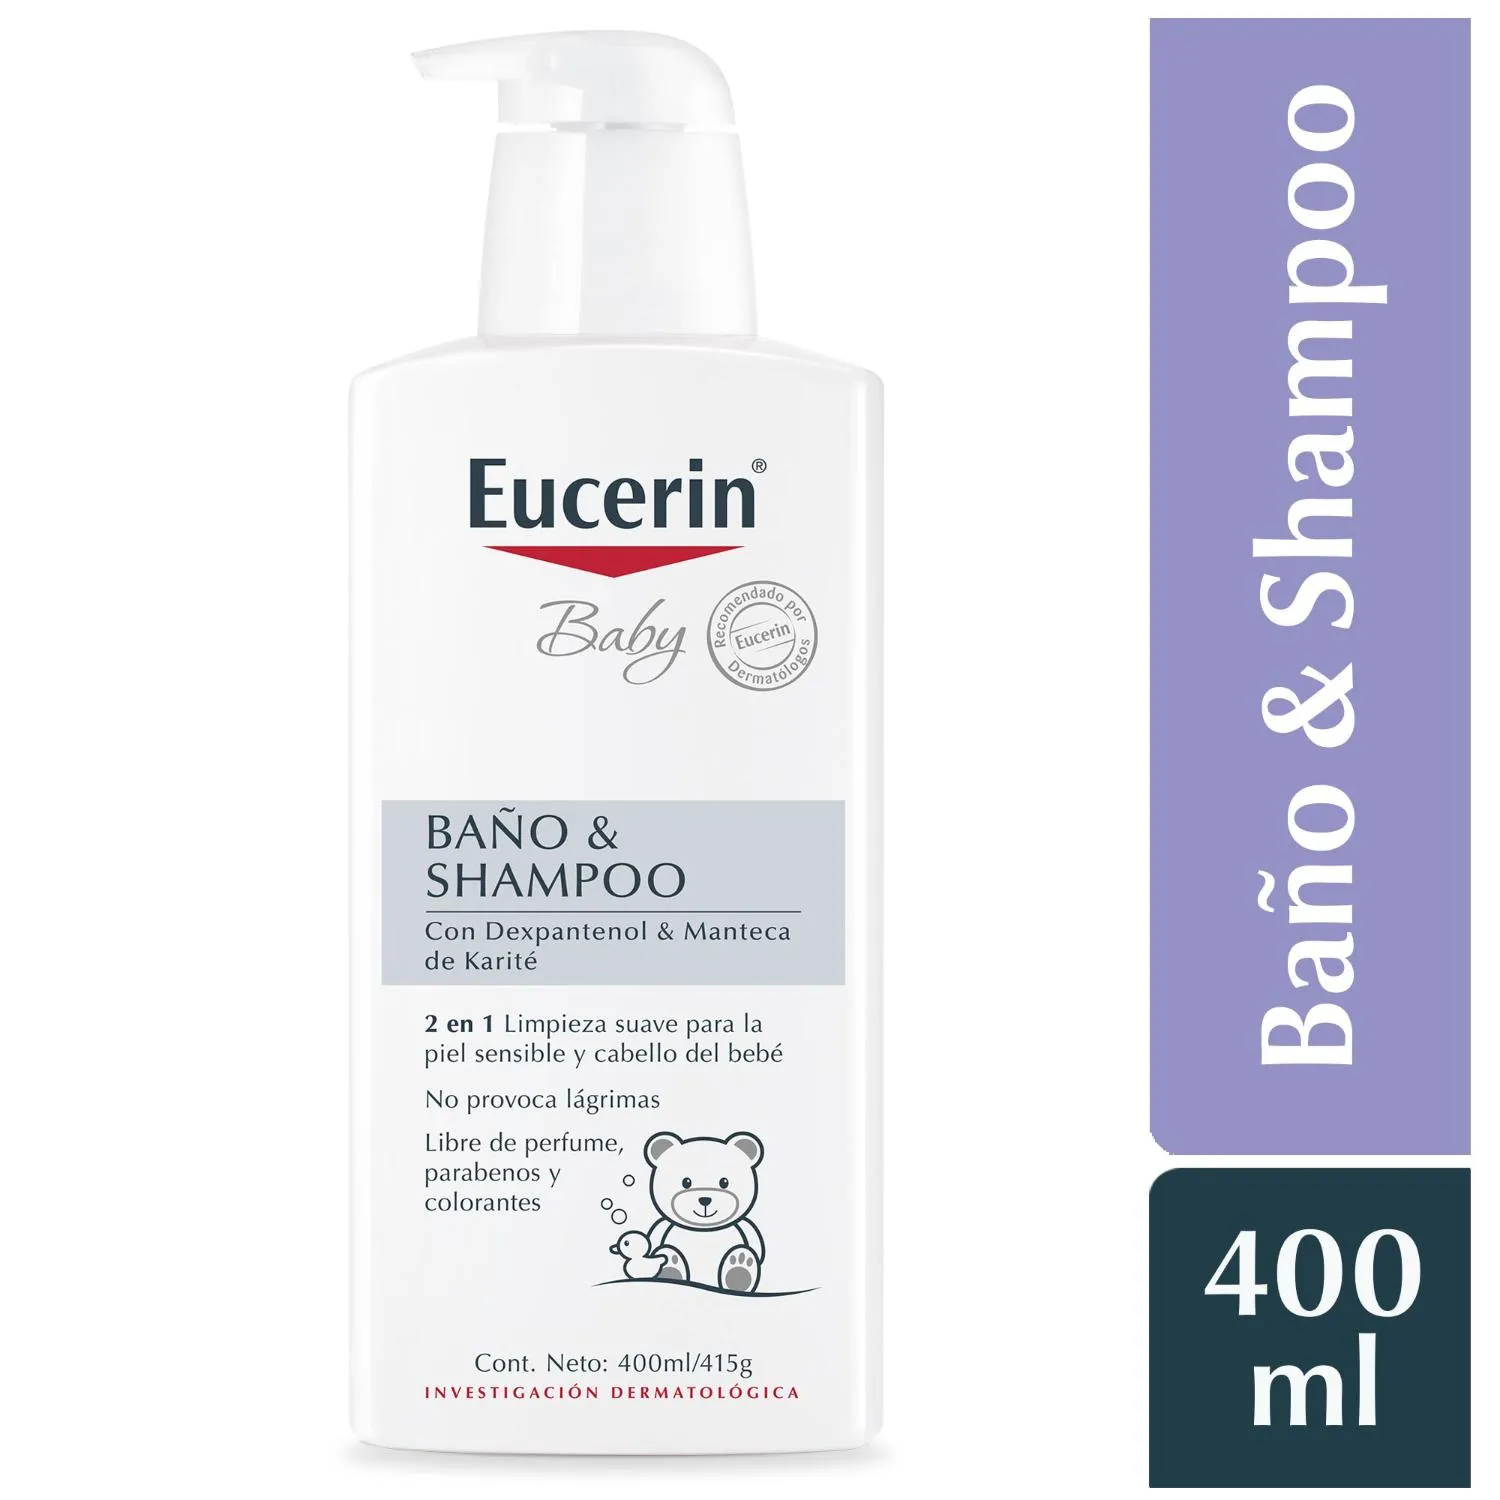 Eucerin®
Baby
Recomendado por
Eucerin
Dermatólogos
BAÑO &
SHAMPOO
Con Dexpantenol & Manteca
de Karité
2 en 1 Limpieza suave para la
piel sensible y cabello del bebé
No provoca lágrimas
Libre de perfume,
parabenos y
colorantes
Cont. Neto: 400ml/415g
INVESTIGACIÓN DERMATOLÓGICA
Baño & Shampoo
400
ml